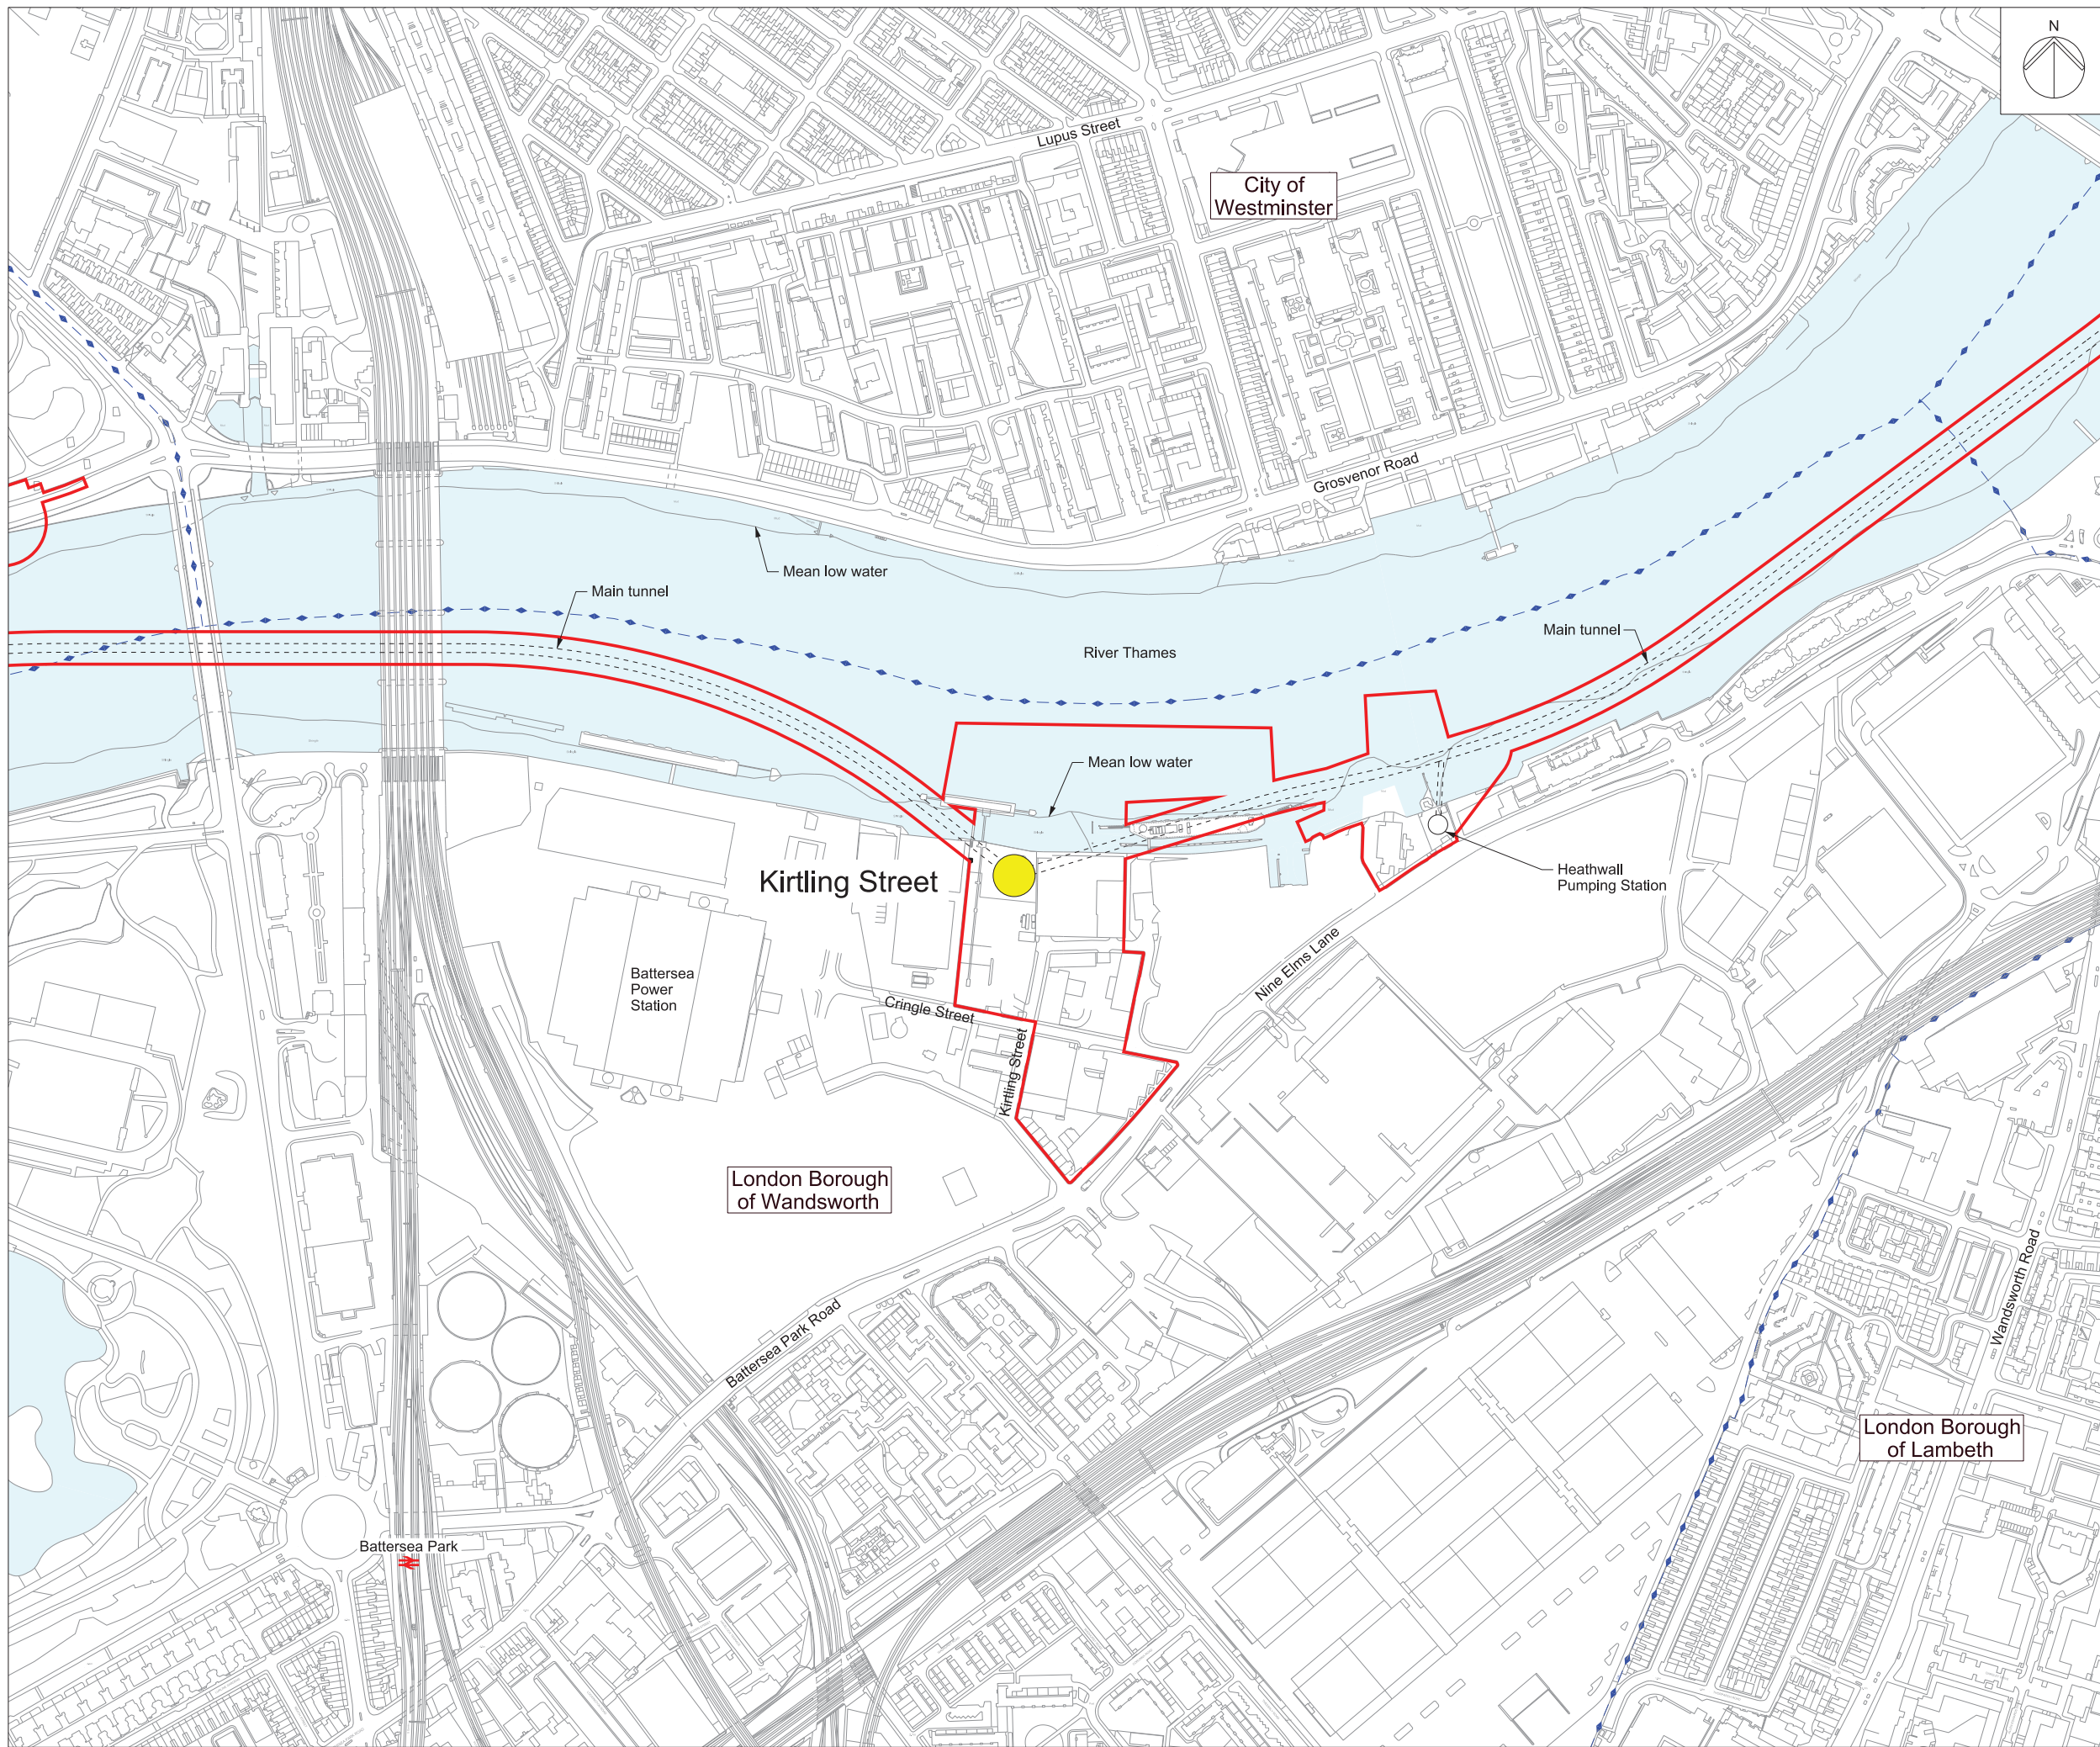 N
Lupus Street
City of
Westminster
Grosvenor Road
Mean low water
Main tunnel
Main tunnel
River Thames
Mean low water
Kirtling Street
Heathwall
Pumping Station
Nine Elms Lane
Battersea
Power
Station
Cringle Street
Kirtling Street
London Borough
of Wandsworth
Wandsworth Road
Battersea Park Road
London Borough
of Lambeth
Battersea Park